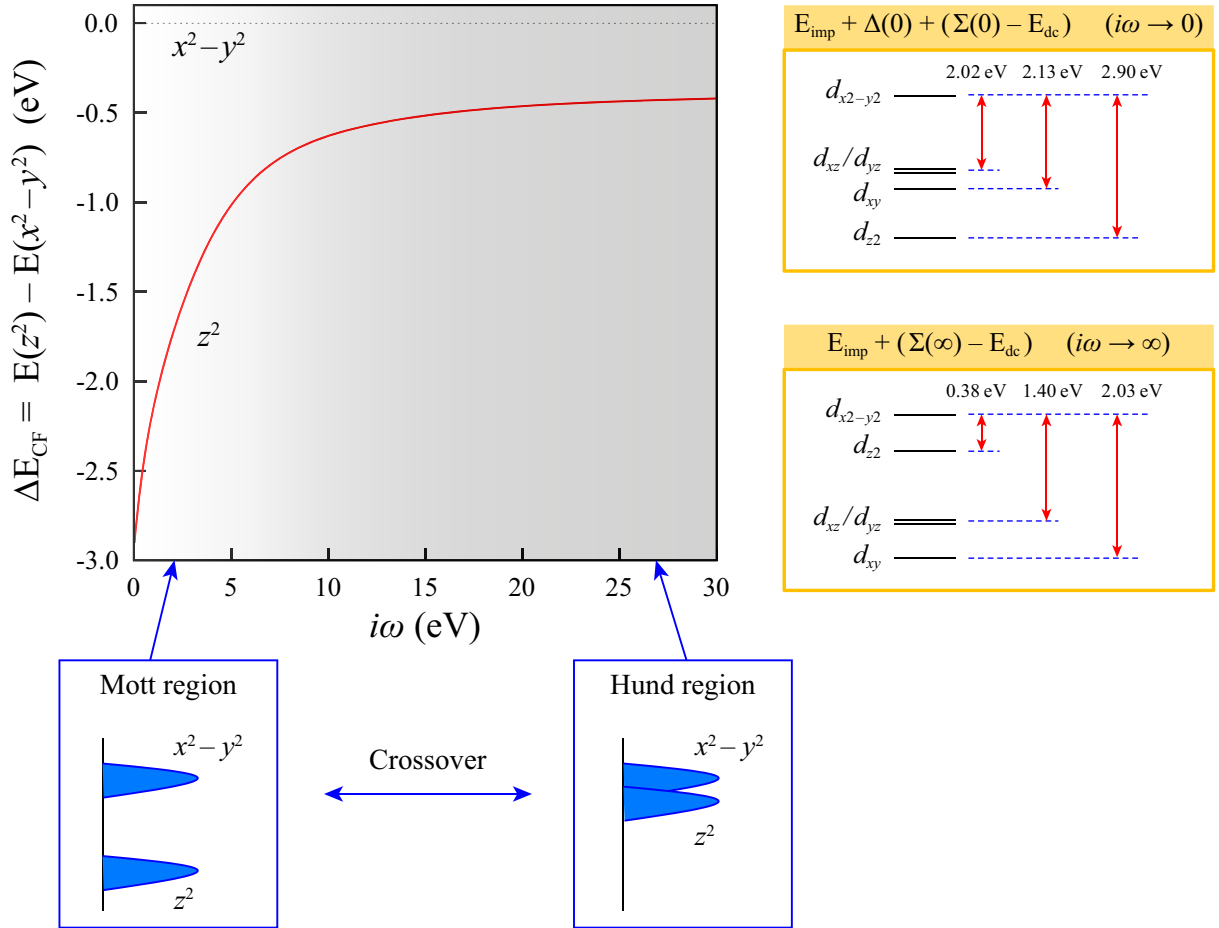 ΔE_CF = E(z²) – E(x²–y²) (eV)
0.0
-0.5
-1.0
-1.5
-2.0
-2.5
-3.0
x²–y²
z²
0 5 10 15 20 25 30
iω (eV)
E_imp + Δ(0) + (Σ(0) – E_dc) (iω → 0)
2.02 eV 2.13 eV 2.90 eV
d_x2–y2
d_xz/d_yz
d_xy
d_z2
E_imp + (Σ(∞) – E_dc) (iω → ∞)
0.38 eV 1.40 eV 2.03 eV
d_x2–y2
d_z2
d_xz/d_yz
d_xy
Mott region
x²–y²
z²
Crossover
Hund region
x²–y²
z²